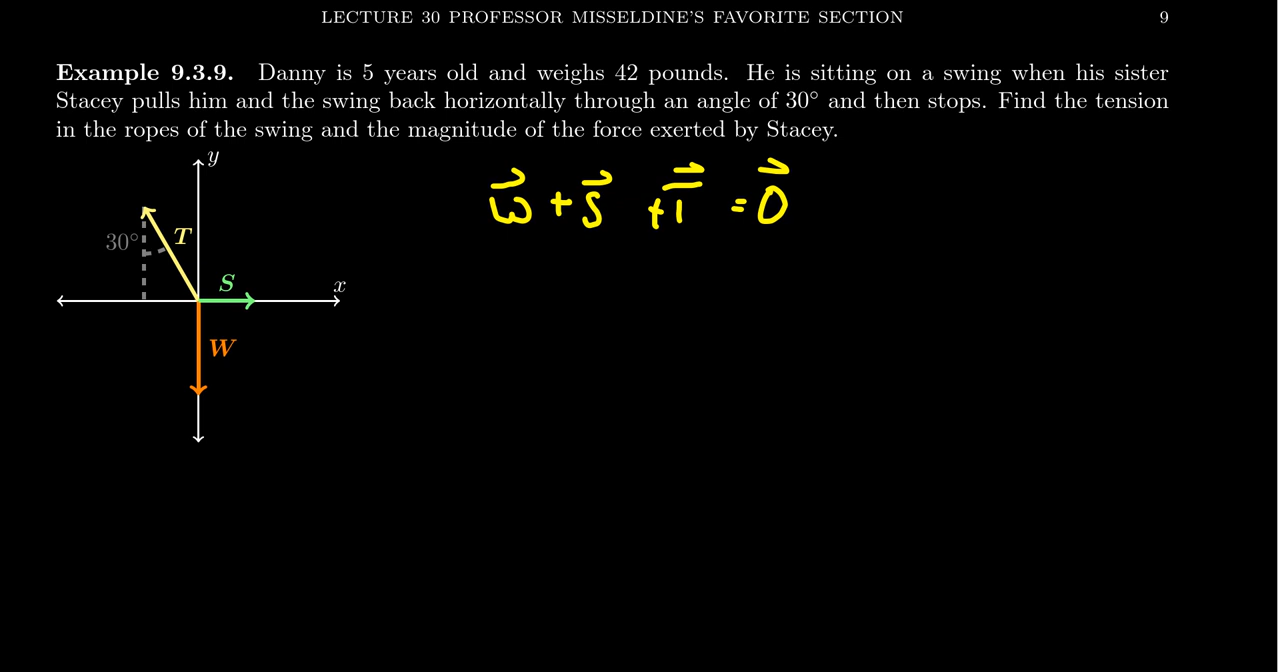 LECTURE 30 PROFESSOR MISSELDINE'S FAVORITE SECTION 9
Example 9.3.9. Danny is 5 years old and weighs 42 pounds. He is sitting on a swing when his sister
Stacey pulls him and the swing back horizontally through an angle of 30° and then stops. Find the tension
in the ropes of the swing and the magnitude of the force exerted by Stacey.
y
w⃗ + s⃗ + T⃗ = 0⃗
30°
T
S
x
W